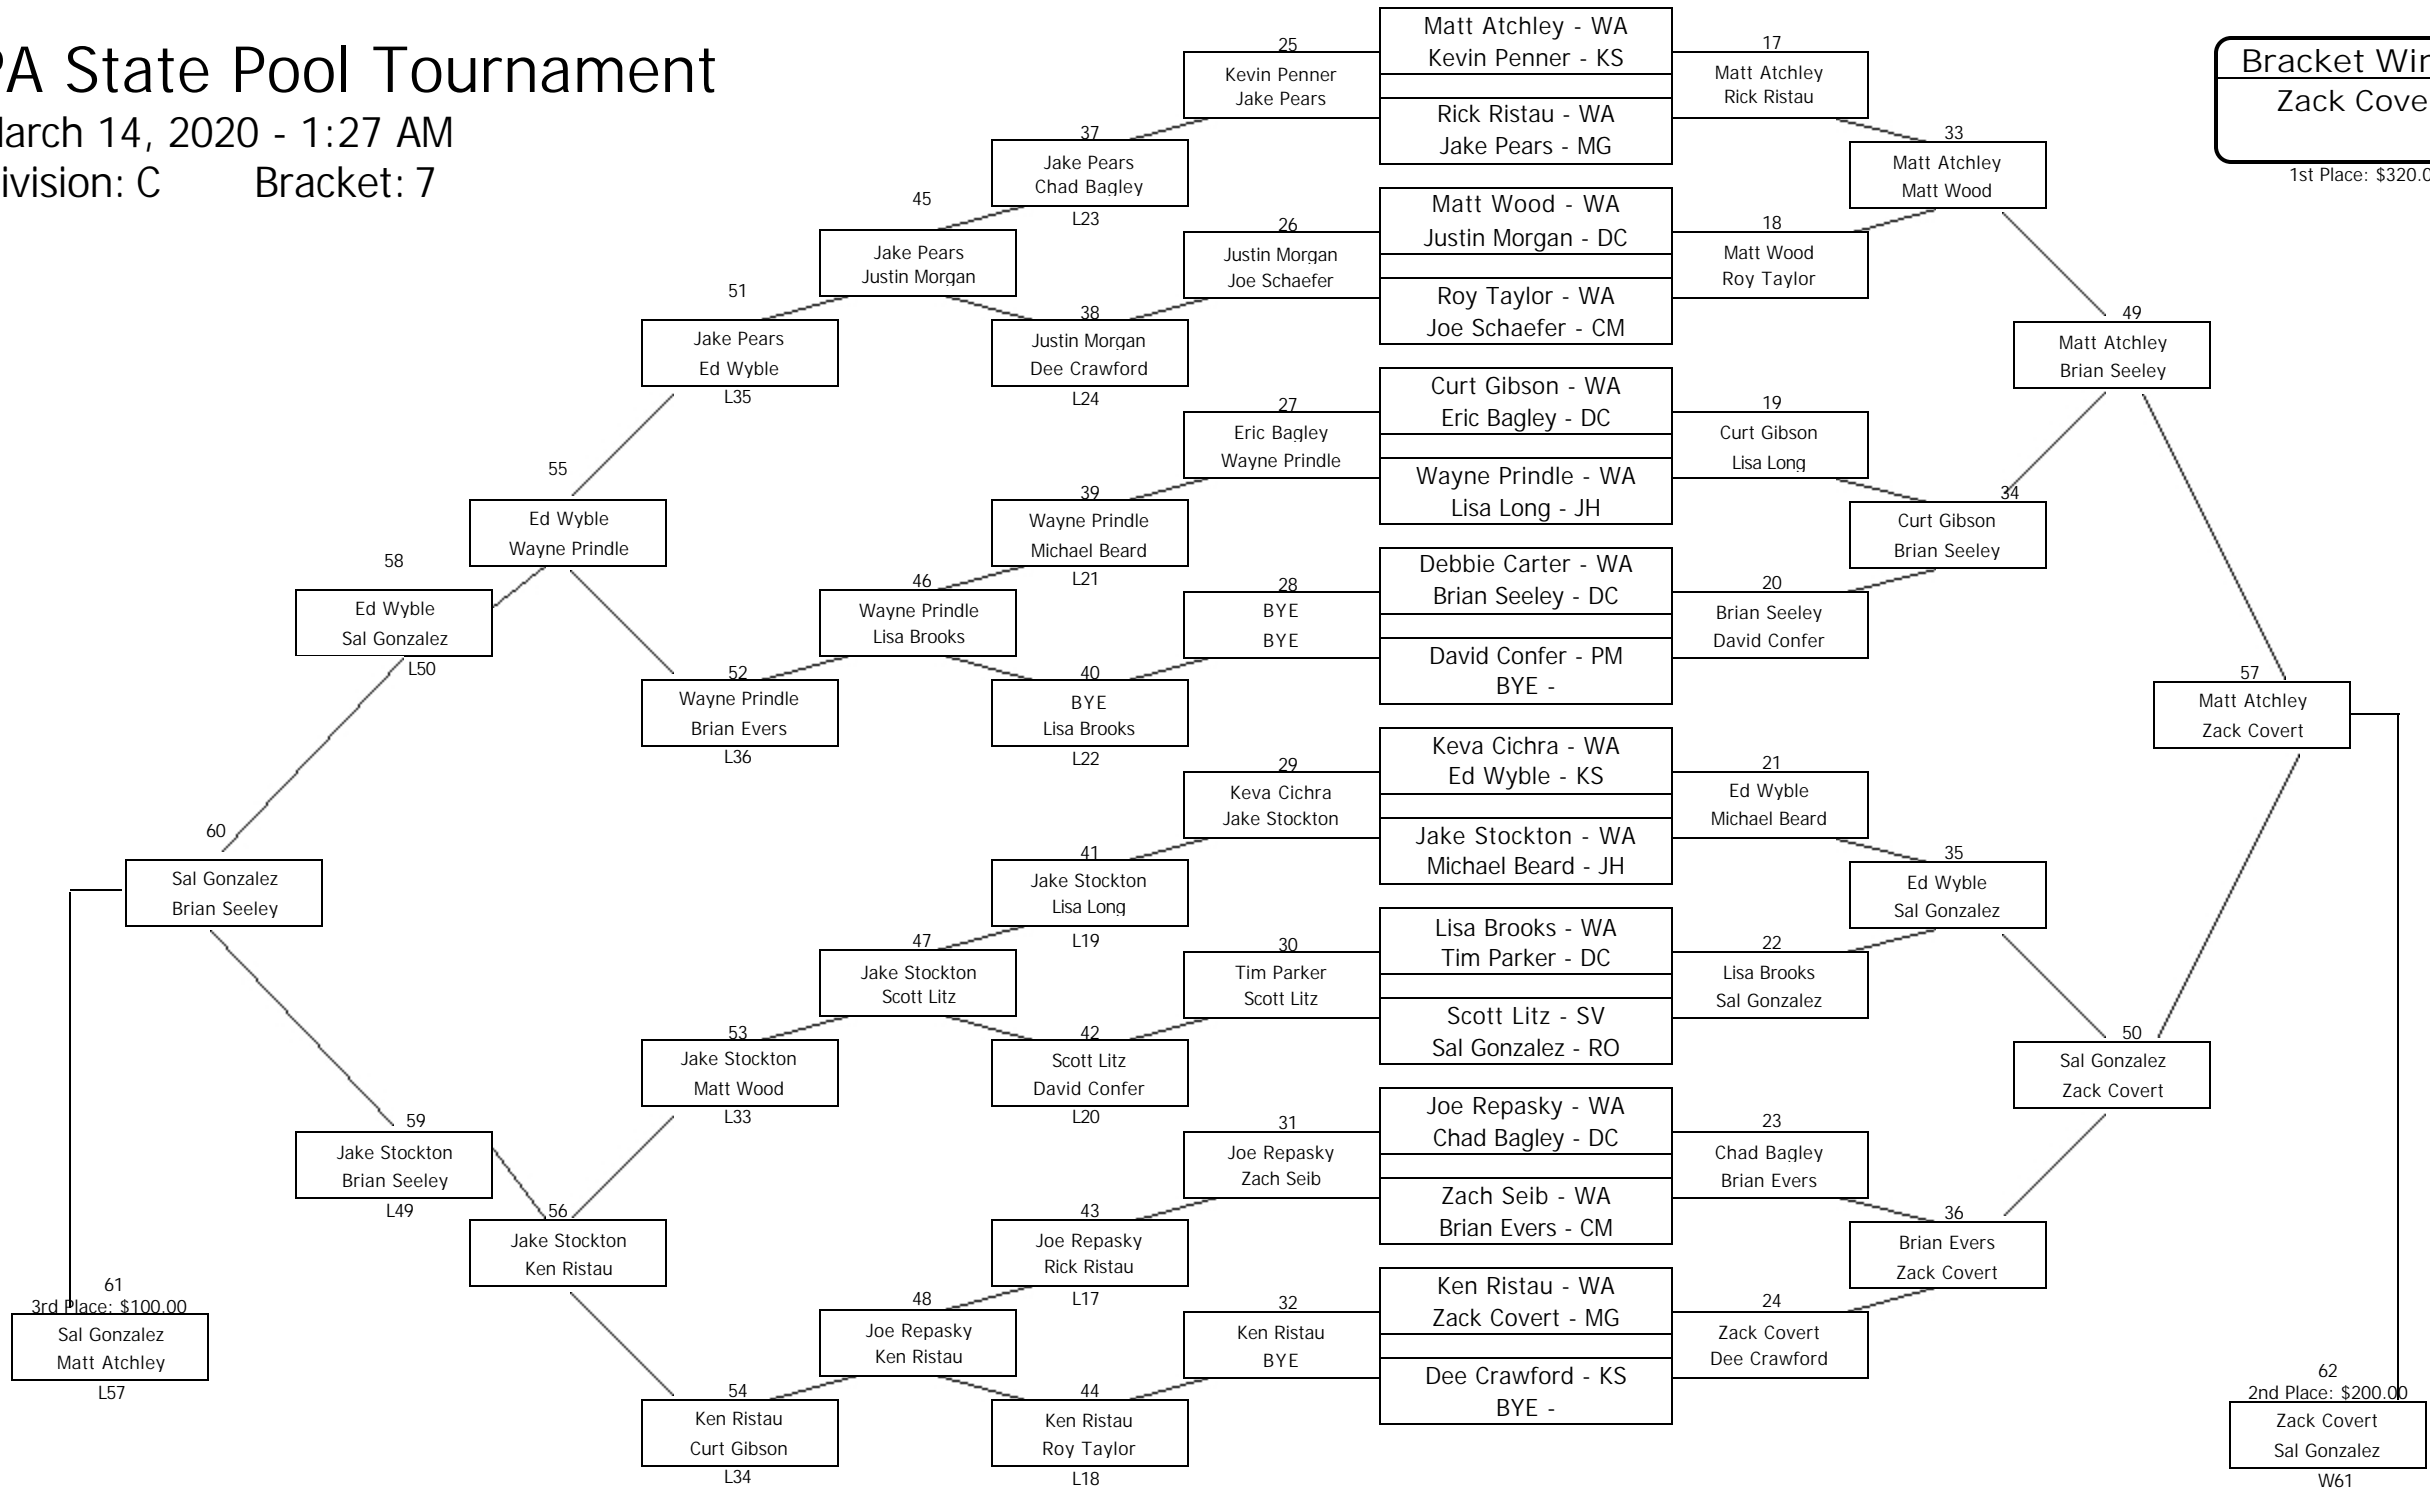 PA State Pool Tournament
March 14, 2020 - 1:27 AM
Division: C Bracket: 7
Bracket Win
Zack Cove
1st Place: $320.0
61
3rd Place: $100.00
Sal Gonzalez
Matt Atchley
L57
60
Sal Gonzalez
Brian Seeley
58
Ed Wyble
Sal Gonzalez
L50
59
Jake Stockton
Brian Seeley
L49
55
Ed Wyble
Wayne Prindle
56
Jake Stockton
Ken Ristau
51
Jake Pears
Ed Wyble
L35
52
Wayne Prindle
Brian Evers
L36
53
Jake Stockton
Matt Wood
L33
54
Ken Ristau
Curt Gibson
L34
45
Jake Pears
Justin Morgan
46
Wayne Prindle
Lisa Brooks
47
Jake Stockton
Scott Litz
48
Joe Repasky
Ken Ristau
37
Jake Pears
Chad Bagley
L23
38
Justin Morgan
Dee Crawford
L24
39
Wayne Prindle
Michael Beard
L21
40
BYE
Lisa Brooks
L22
41
Jake Stockton
Lisa Long
L19
42
Scott Litz
David Confer
L20
43
Joe Repasky
Rick Ristau
L17
44
Ken Ristau
Roy Taylor
L18
25
Kevin Penner
Jake Pears
26
Justin Morgan
Joe Schaefer
27
Eric Bagley
Wayne Prindle
28
BYE
BYE
29
Keva Cichra
Jake Stockton
30
Tim Parker
Scott Litz
31
Joe Repasky
Zach Seib
32
Ken Ristau
BYE
Matt Atchley - WA
Kevin Penner - KS
Rick Ristau - WA
Jake Pears - MG
Matt Wood - WA
Justin Morgan - DC
Roy Taylor - WA
Joe Schaefer - CM
Curt Gibson - WA
Eric Bagley - DC
Wayne Prindle - WA
Lisa Long - JH
Debbie Carter - WA
Brian Seeley - DC
David Confer - PM
BYE -
Keva Cichra - WA
Ed Wyble - KS
Jake Stockton - WA
Michael Beard - JH
Lisa Brooks - WA
Tim Parker - DC
Scott Litz - SV
Sal Gonzalez - RO
Joe Repasky - WA
Chad Bagley - DC
Zach Seib - WA
Brian Evers - CM
Ken Ristau - WA
Zack Covert - MG
Dee Crawford - KS
BYE -
17
Matt Atchley
Rick Ristau
18
Matt Wood
Roy Taylor
19
Curt Gibson
Lisa Long
20
Brian Seeley
David Confer
21
Ed Wyble
Michael Beard
22
Lisa Brooks
Sal Gonzalez
23
Chad Bagley
Brian Evers
24
Zack Covert
Dee Crawford
33
Matt Atchley
Matt Wood
34
Curt Gibson
Brian Seeley
35
Ed Wyble
Sal Gonzalez
36
Brian Evers
Zack Covert
49
Matt Atchley
Brian Seeley
50
Sal Gonzalez
Zack Covert
57
Matt Atchley
Zack Covert
62
2nd Place: $200.00
Zack Covert
Sal Gonzalez
W61